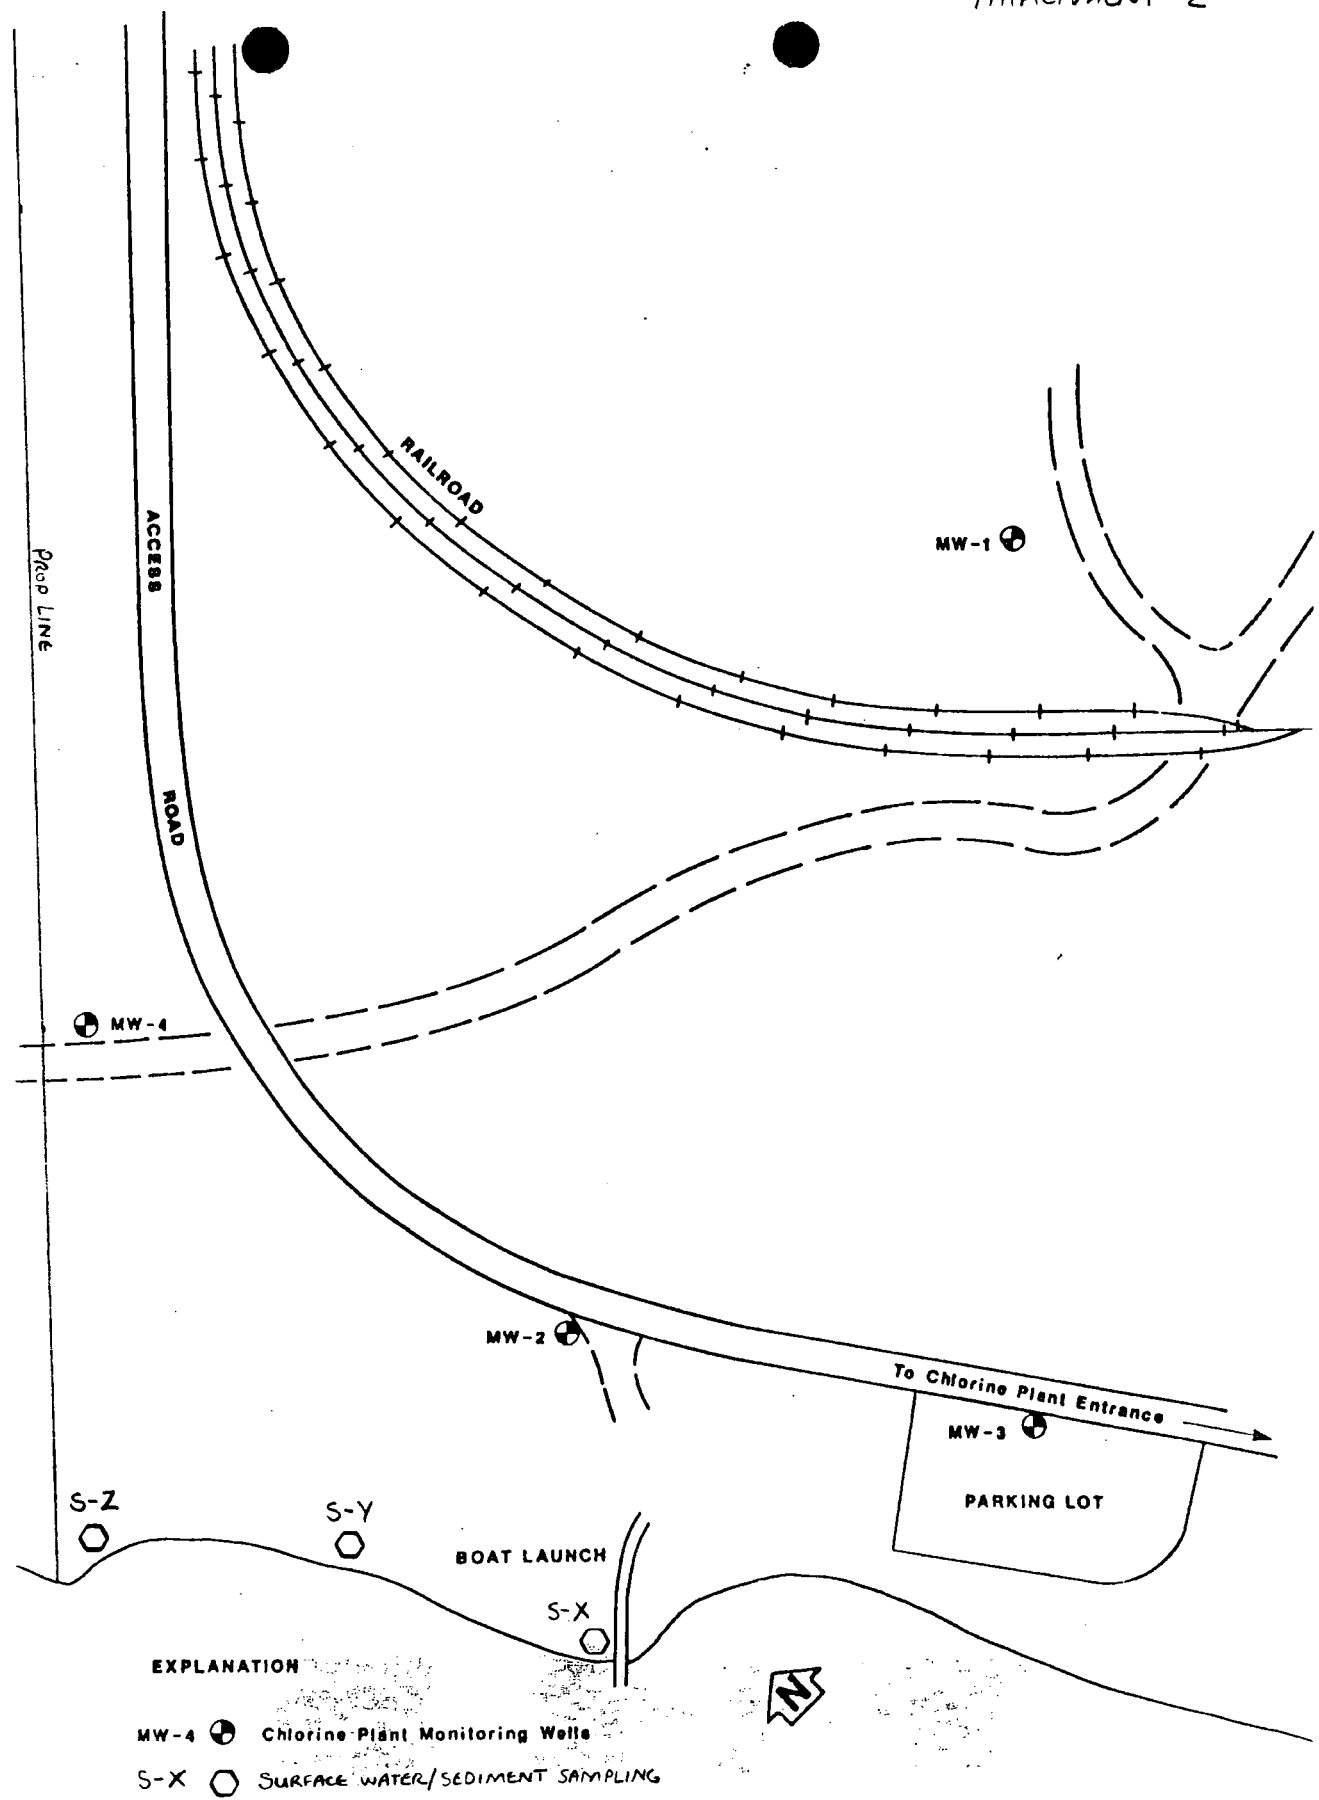 ATTACHMENT 2
RAILROAD
MW-1
ACCESS
PROP LINE
ROAD
MW-4
MW-2
To Chlorine Plant Entrance
MW-3
PARKING LOT
S-Z
S-Y
BOAT LAUNCH
S-X
EXPLANATION
N
MW-4 Chlorine Plant Monitoring Wells
S-X SURFACE WATER/SEDIMENT SAMPLING